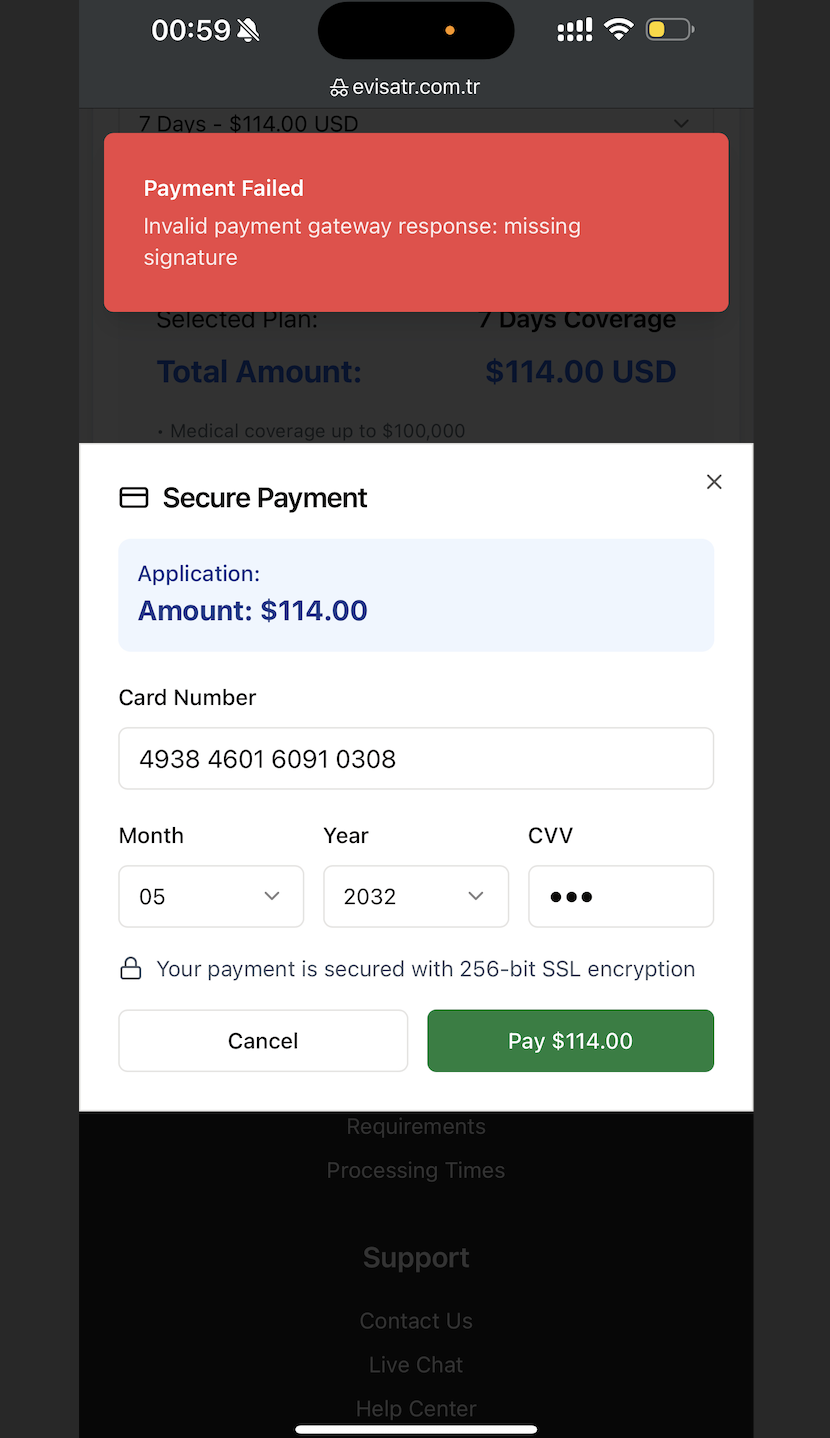 00:59
evisatr.com.tr
7 Days - $114.00 USD
Payment Failed
Invalid payment gateway response: missing
signature
Selected Plan: 7 Days Coverage
Total Amount: $114.00 USD
• Medical coverage up to $100,000
Secure Payment
Application:
Amount: $114.00
Card Number
4938 4601 6091 0308
Month Year CVV
05 2032 •••
Your payment is secured with 256-bit SSL encryption
Cancel Pay $114.00
Requirements
Processing Times
Support
Contact Us
Live Chat
Help Center